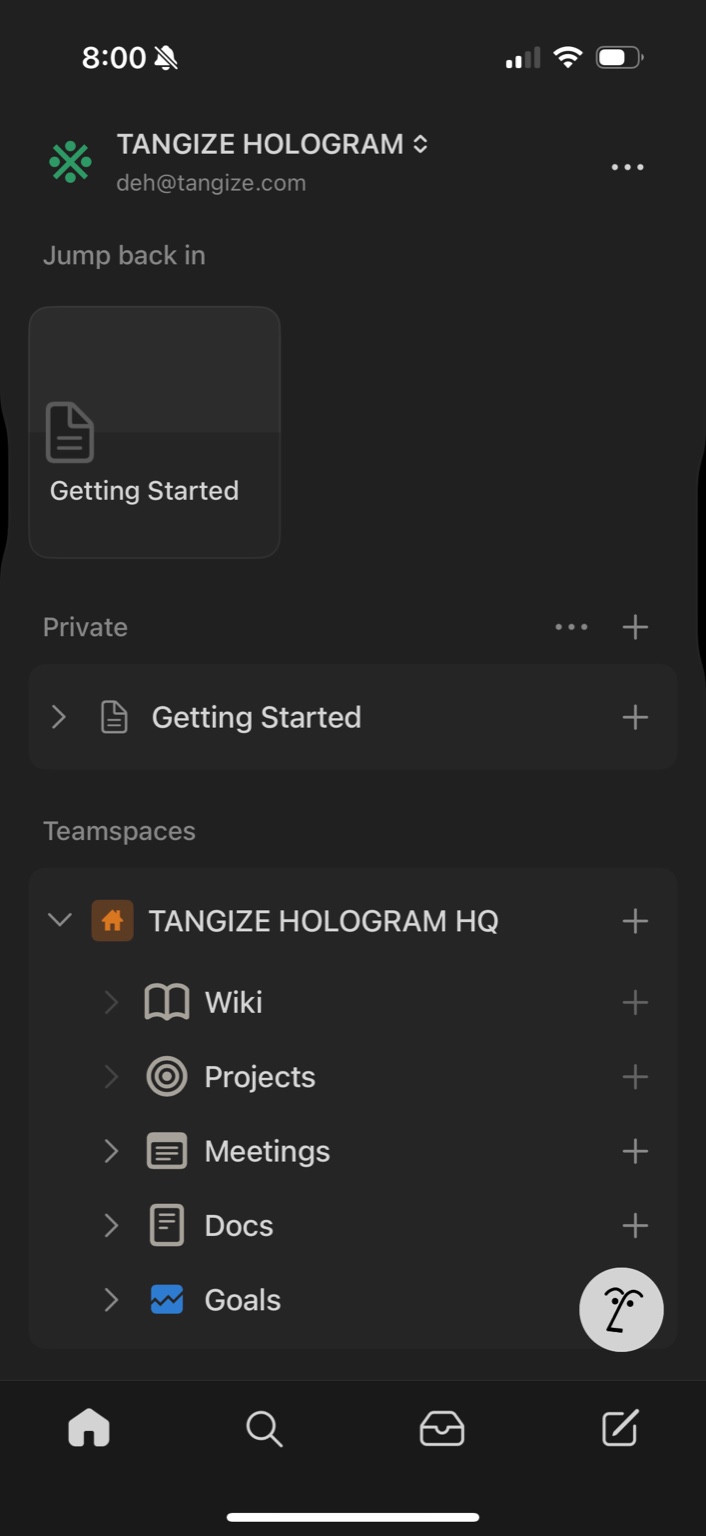 8:00
TANGIZE HOLOGRAM
deh@tangize.com
Jump back in
Getting Started
Private
Getting Started
Teamspaces
TANGIZE HOLOGRAM HQ
Wiki
Projects
Meetings
Docs
Goals